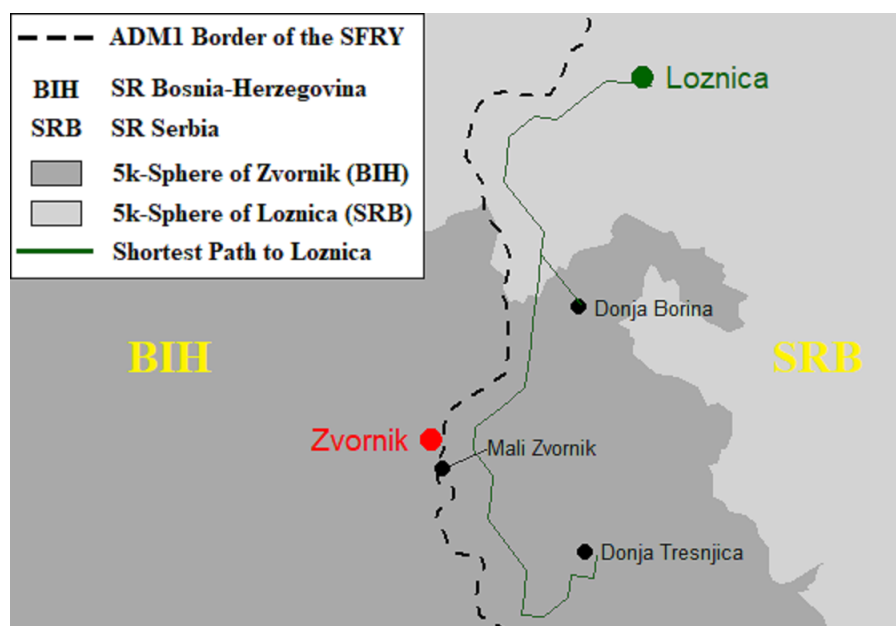 ADM1 Border of the SFRY
BIH SR Bosnia-Herzegovina
SRB SR Serbia
5k-Sphere of Zvornik (BIH)
5k-Sphere of Loznica (SRB)
Shortest Path to Loznica
Loznica
Donja Borina
BIH
SRB
Zvornik
Mali Zvornik
Donja Tresnjica